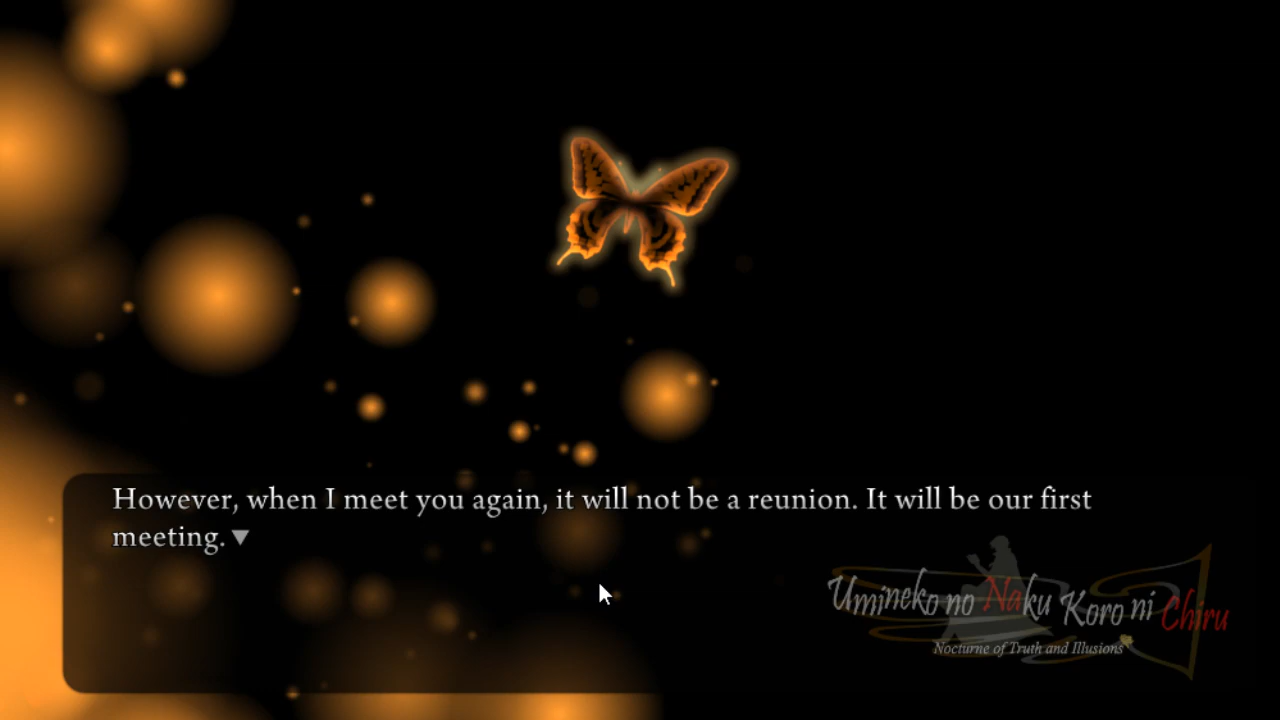 However, when I meet you again, it will not be a reunion. It will be our first
meeting.
Umineko no Naku Koro ni Chiru
Nocturne of Truth and Illusions